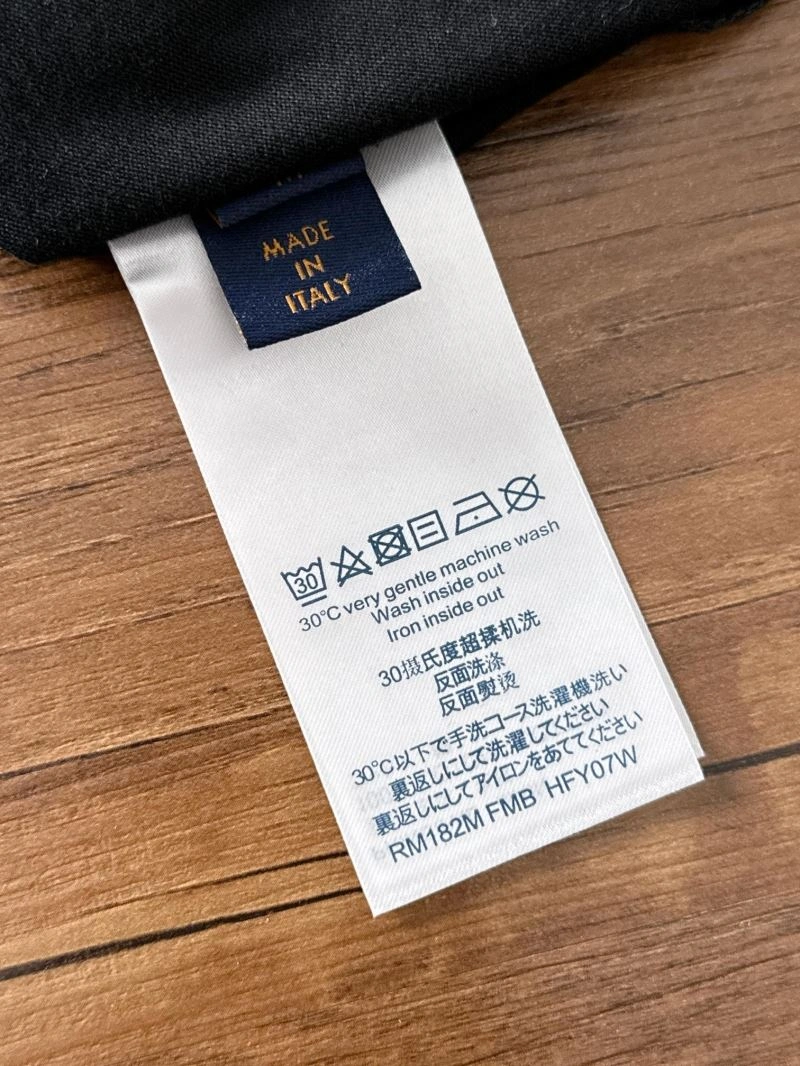 MADE
IN
ITALY
30
30°C very gentle machine wash
Wash inside out
Iron inside out
30摄氏度超揉机洗
反面洗涤
反面熨烫
30°C以下で手洗コース洗濯機洗い
裏返しにして洗濯してください
裏返しにしてアイロンをあててください
RM182M FMB HFY07W